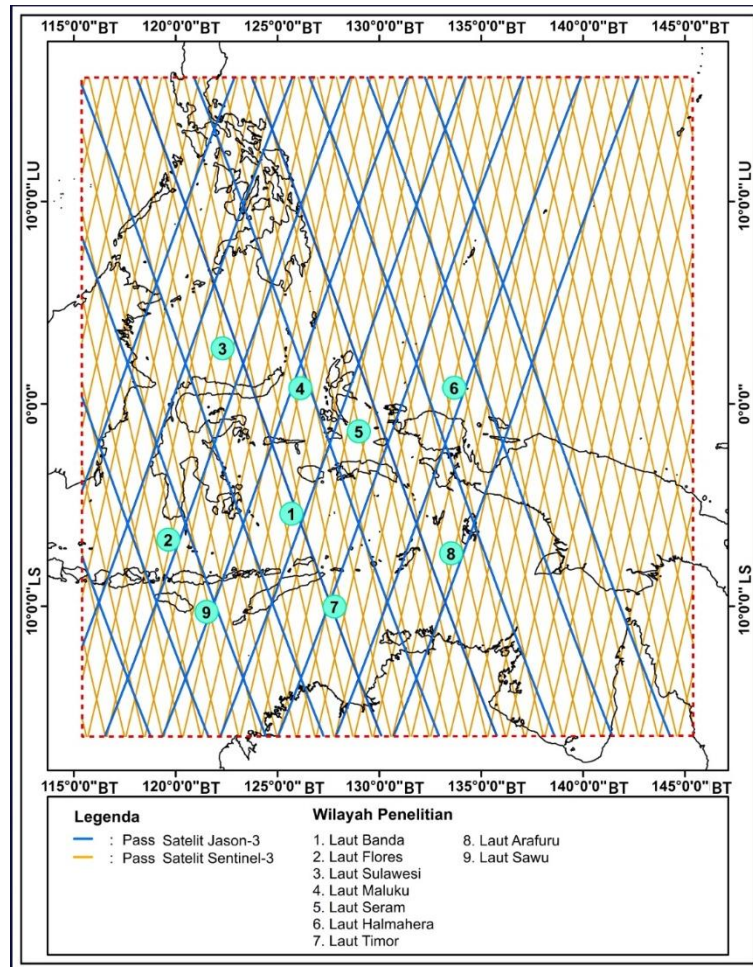 115°0'0"BT 120°0'0"BT 125°0'0"BT 130°0'0"BT 135°0'0"BT 140°0'0"BT 145°0'0"BT
10°0'0" LU 10°0'0" LU
3
4 6
0°0'0" 0°0'0"
5
1
2 8
10°0'0" LS 9 7 10°0'0" LS
115°0'0"BT 120°0'0"BT 125°0'0"BT 130°0'0"BT 135°0'0"BT 140°0'0"BT 145°0'0"BT
Legenda
: Pass Satelit Jason-3
: Pass Satelit Sentinel-3
Wilayah Penelitian
1. Laut Banda
2. Laut Flores
3. Laut Sulawesi
4. Laut Maluku
5. Laut Seram
6. Laut Halmahera
7. Laut Timor
8. Laut Arafuru
9. Laut Sawu